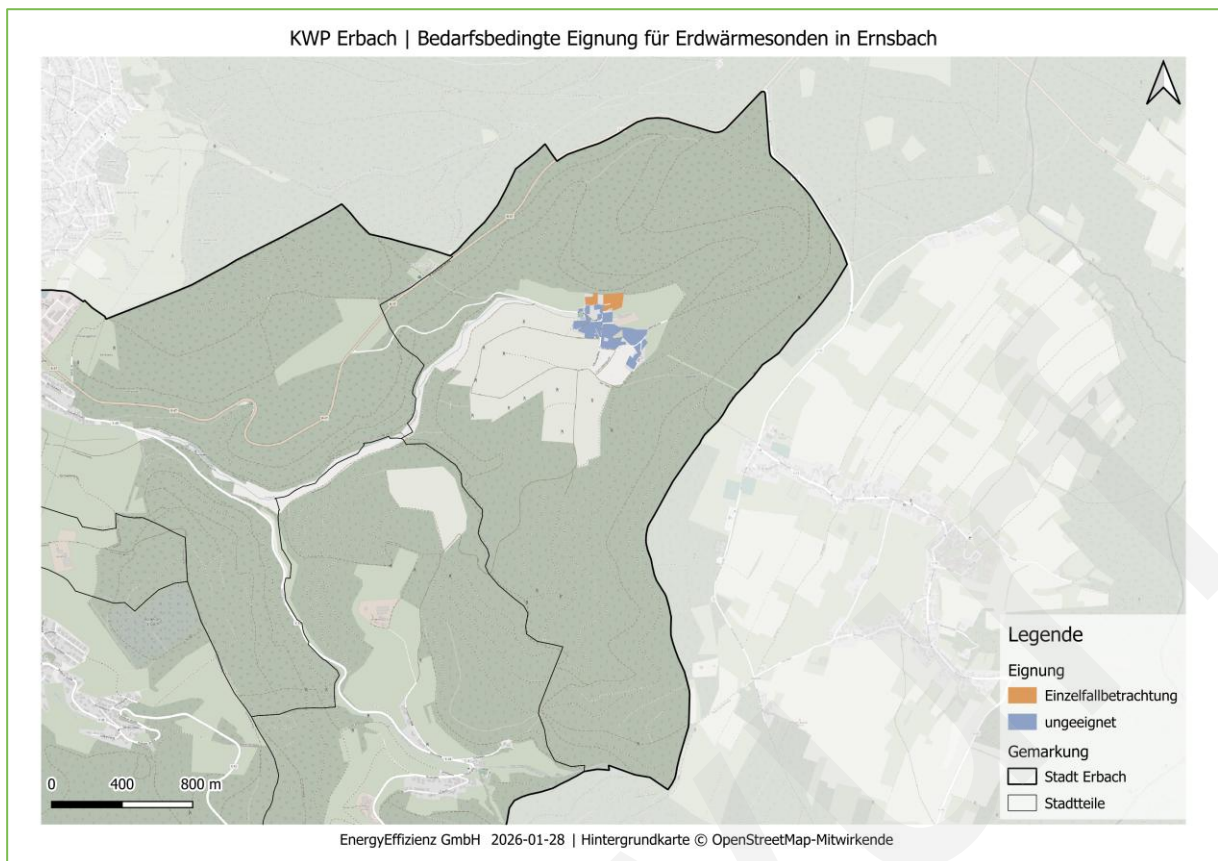 KWP Erbach | Bedarfsbedingte Eignung für Erdwärmesonden in Ernsbach
Legende
Eignung
Einzelfallbetrachtung
ungeeignet
Gemarkung
Stadt Erbach
Stadtteile
0 400 800 m
EnergyEffizienz GmbH 2026-01-28 | Hintergrundkarte © OpenStreetMap-Mitwirkende